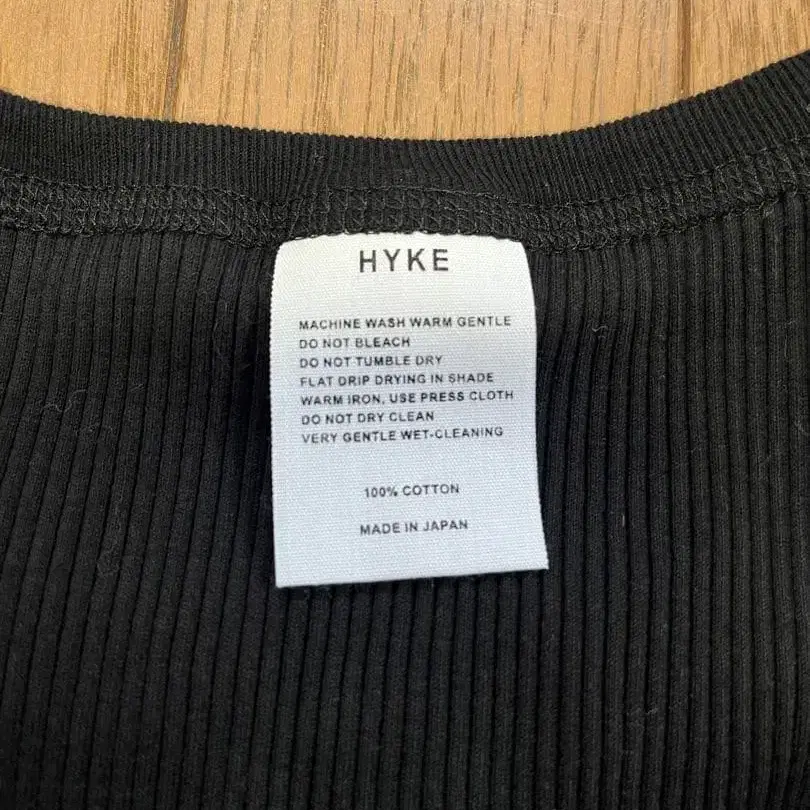 HYKE
MACHINE WASH WARM GENTLE
DO NOT BLEACH
DO NOT TUMBLE DRY
FLAT DRIP DRYING IN SHADE
WARM IRON, USE PRESS CLOTH
DO NOT DRY CLEAN
VERY GENTLE WET-CLEANING
100% COTTON
MADE IN JAPAN